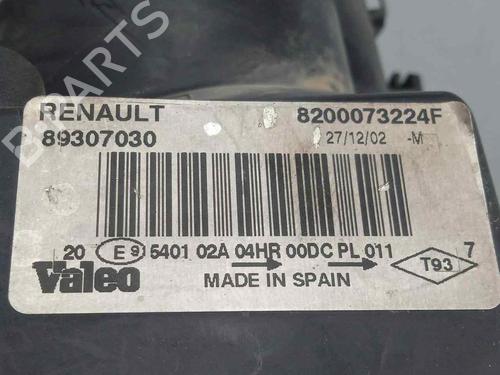 RENAULT 8200073224F
89307030 27/12/02 -M
20 E9 5401 02A 04HR 00DC PL 011 7
Valeo MADE IN SPAIN T93
B-PARTS